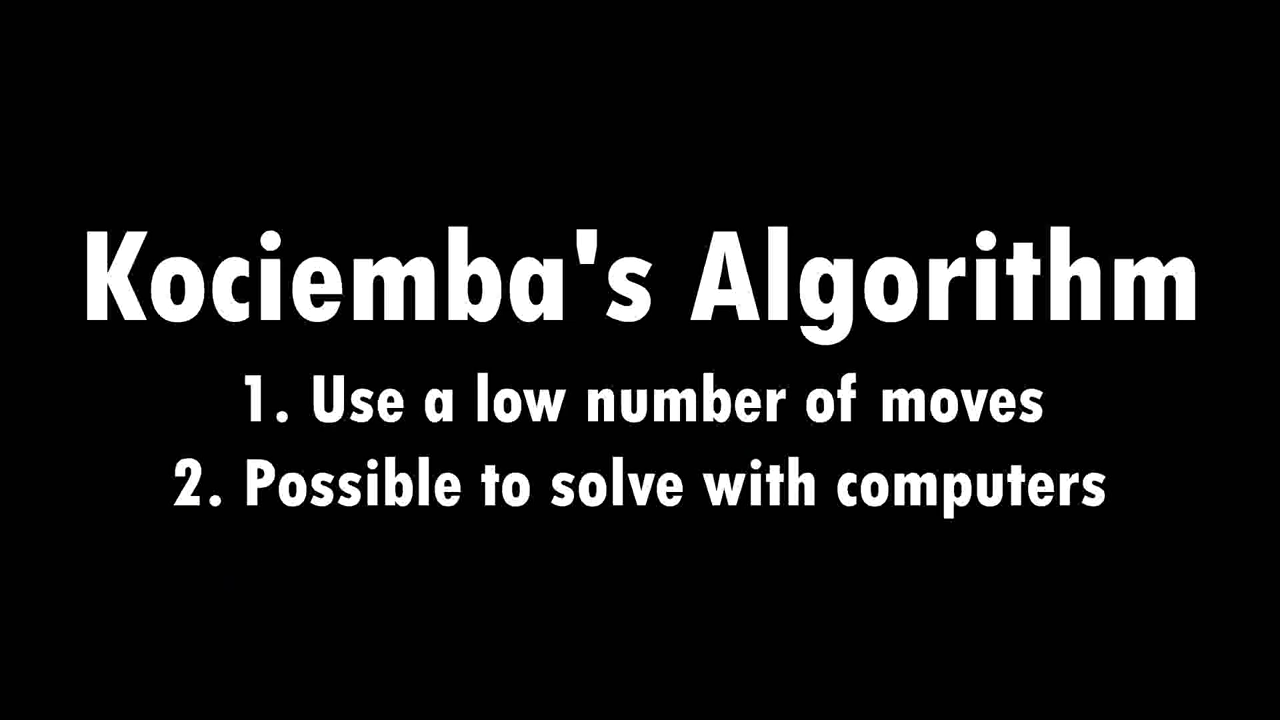 Kociemba's Algorithm
1. Use a low number of moves
2. Possible to solve with computers